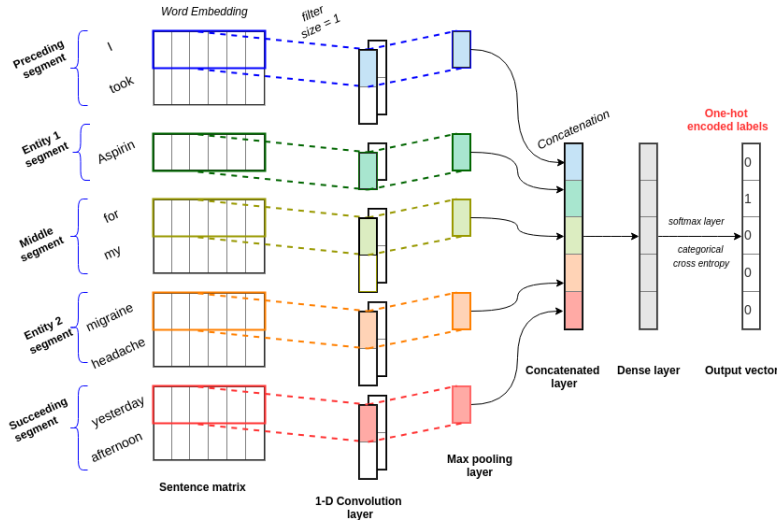 Word Embedding
filter
size = 1
Preceding
segment
I
took
Entity 1
segment
Aspirin
Middle
segment
for
my
Entity 2
segment
migraine
headache
Succeeding
segment
yesterday
afternoon
Sentence matrix
1-D Convolution
layer
Max pooling
layer
Concatenation
Concatenated
layer
Dense layer
softmax layer
categorical
cross entropy
One-hot
encoded labels
0
1
0
0
0
Output vector